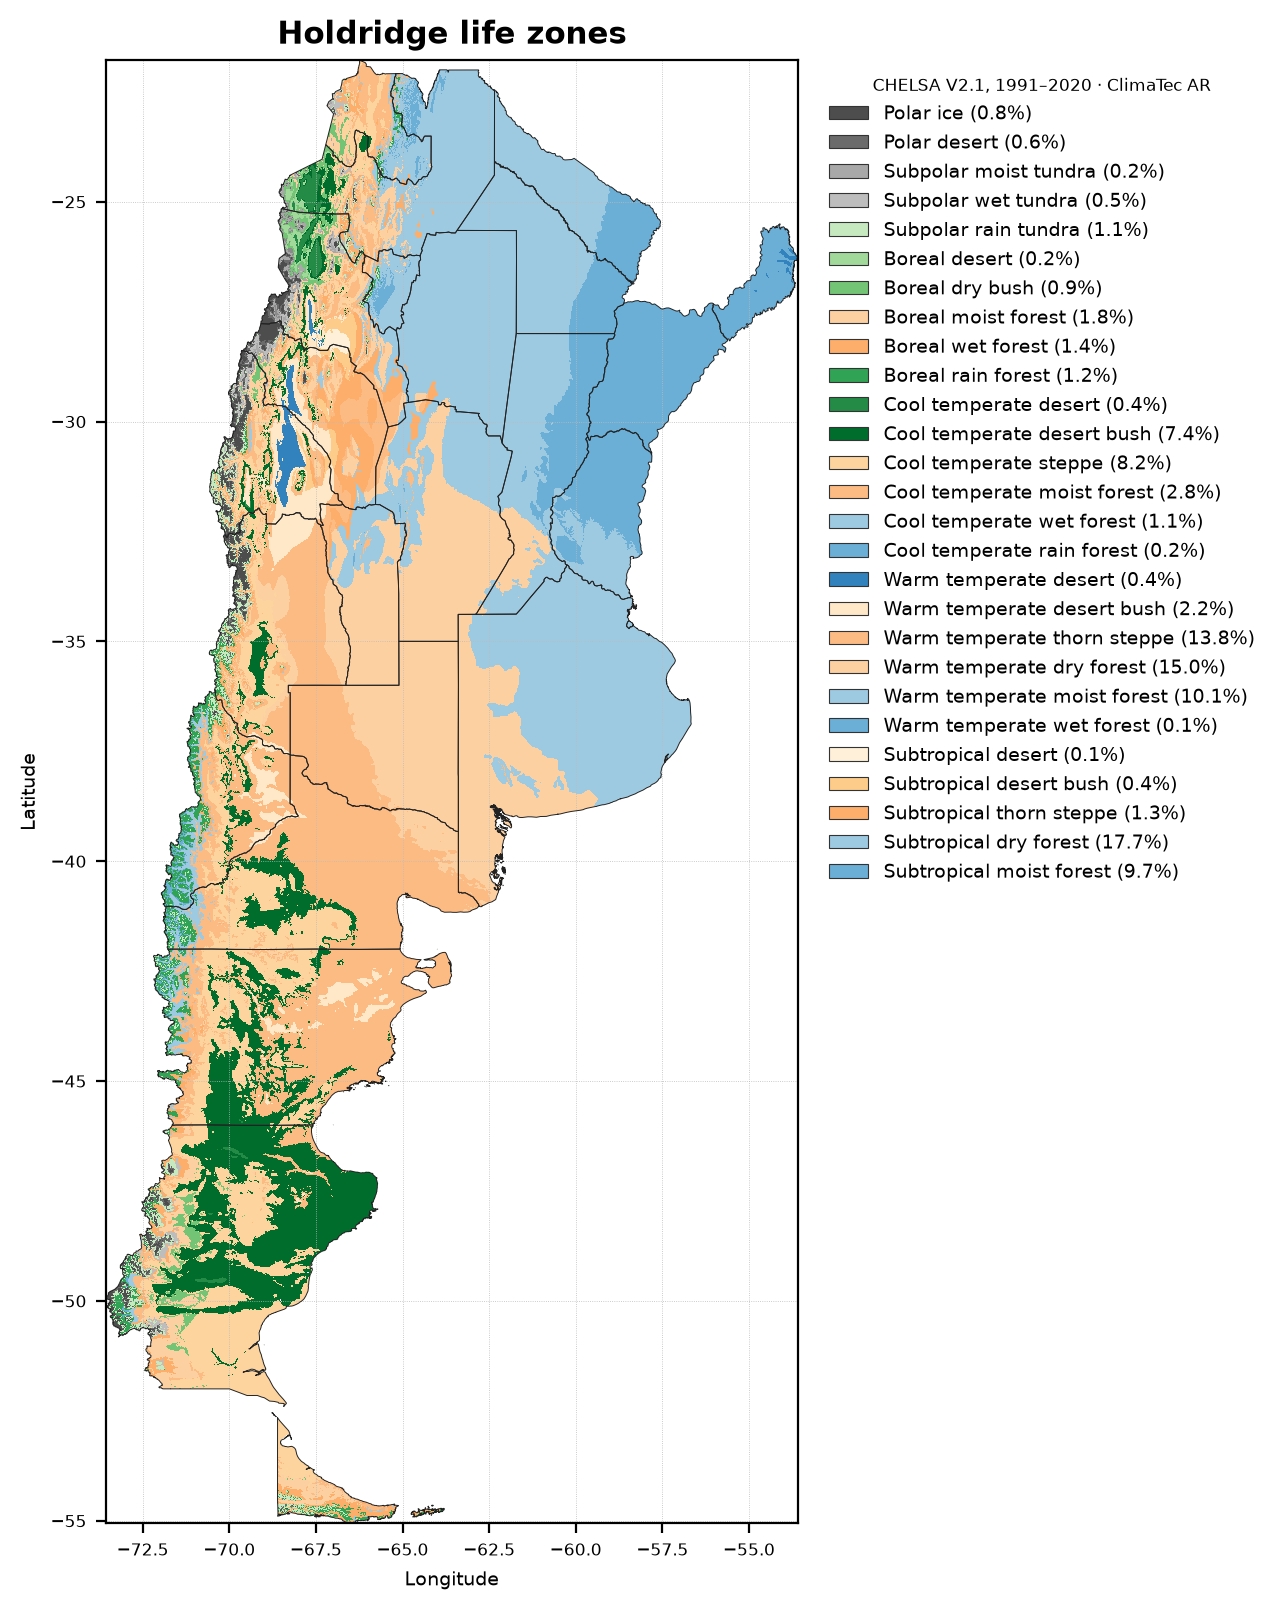 Holdridge life zones
CHELSA V2.1, 1991–2020 · ClimaTec AR
Polar ice (0.8%)
Polar desert (0.6%)
Subpolar moist tundra (0.2%)
Subpolar wet tundra (0.5%)
Subpolar rain tundra (1.1%)
Boreal desert (0.2%)
Boreal dry bush (0.9%)
Boreal moist forest (1.8%)
Boreal wet forest (1.4%)
Boreal rain forest (1.2%)
Cool temperate desert (0.4%)
Cool temperate desert bush (7.4%)
Cool temperate steppe (8.2%)
Cool temperate moist forest (2.8%)
Cool temperate wet forest (1.1%)
Cool temperate rain forest (0.2%)
Warm temperate desert (0.4%)
Warm temperate desert bush (2.2%)
Warm temperate thorn steppe (13.8%)
Warm temperate dry forest (15.0%)
Warm temperate moist forest (10.1%)
Warm temperate wet forest (0.1%)
Subtropical desert (0.1%)
Subtropical desert bush (0.4%)
Subtropical thorn steppe (1.3%)
Subtropical dry forest (17.7%)
Subtropical moist forest (9.7%)
Latitude
−25
−30
−35
−40
−45
−50
−55
−72.5 −70.0 −67.5 −65.0 −62.5 −60.0 −57.5 −55.0
Longitude